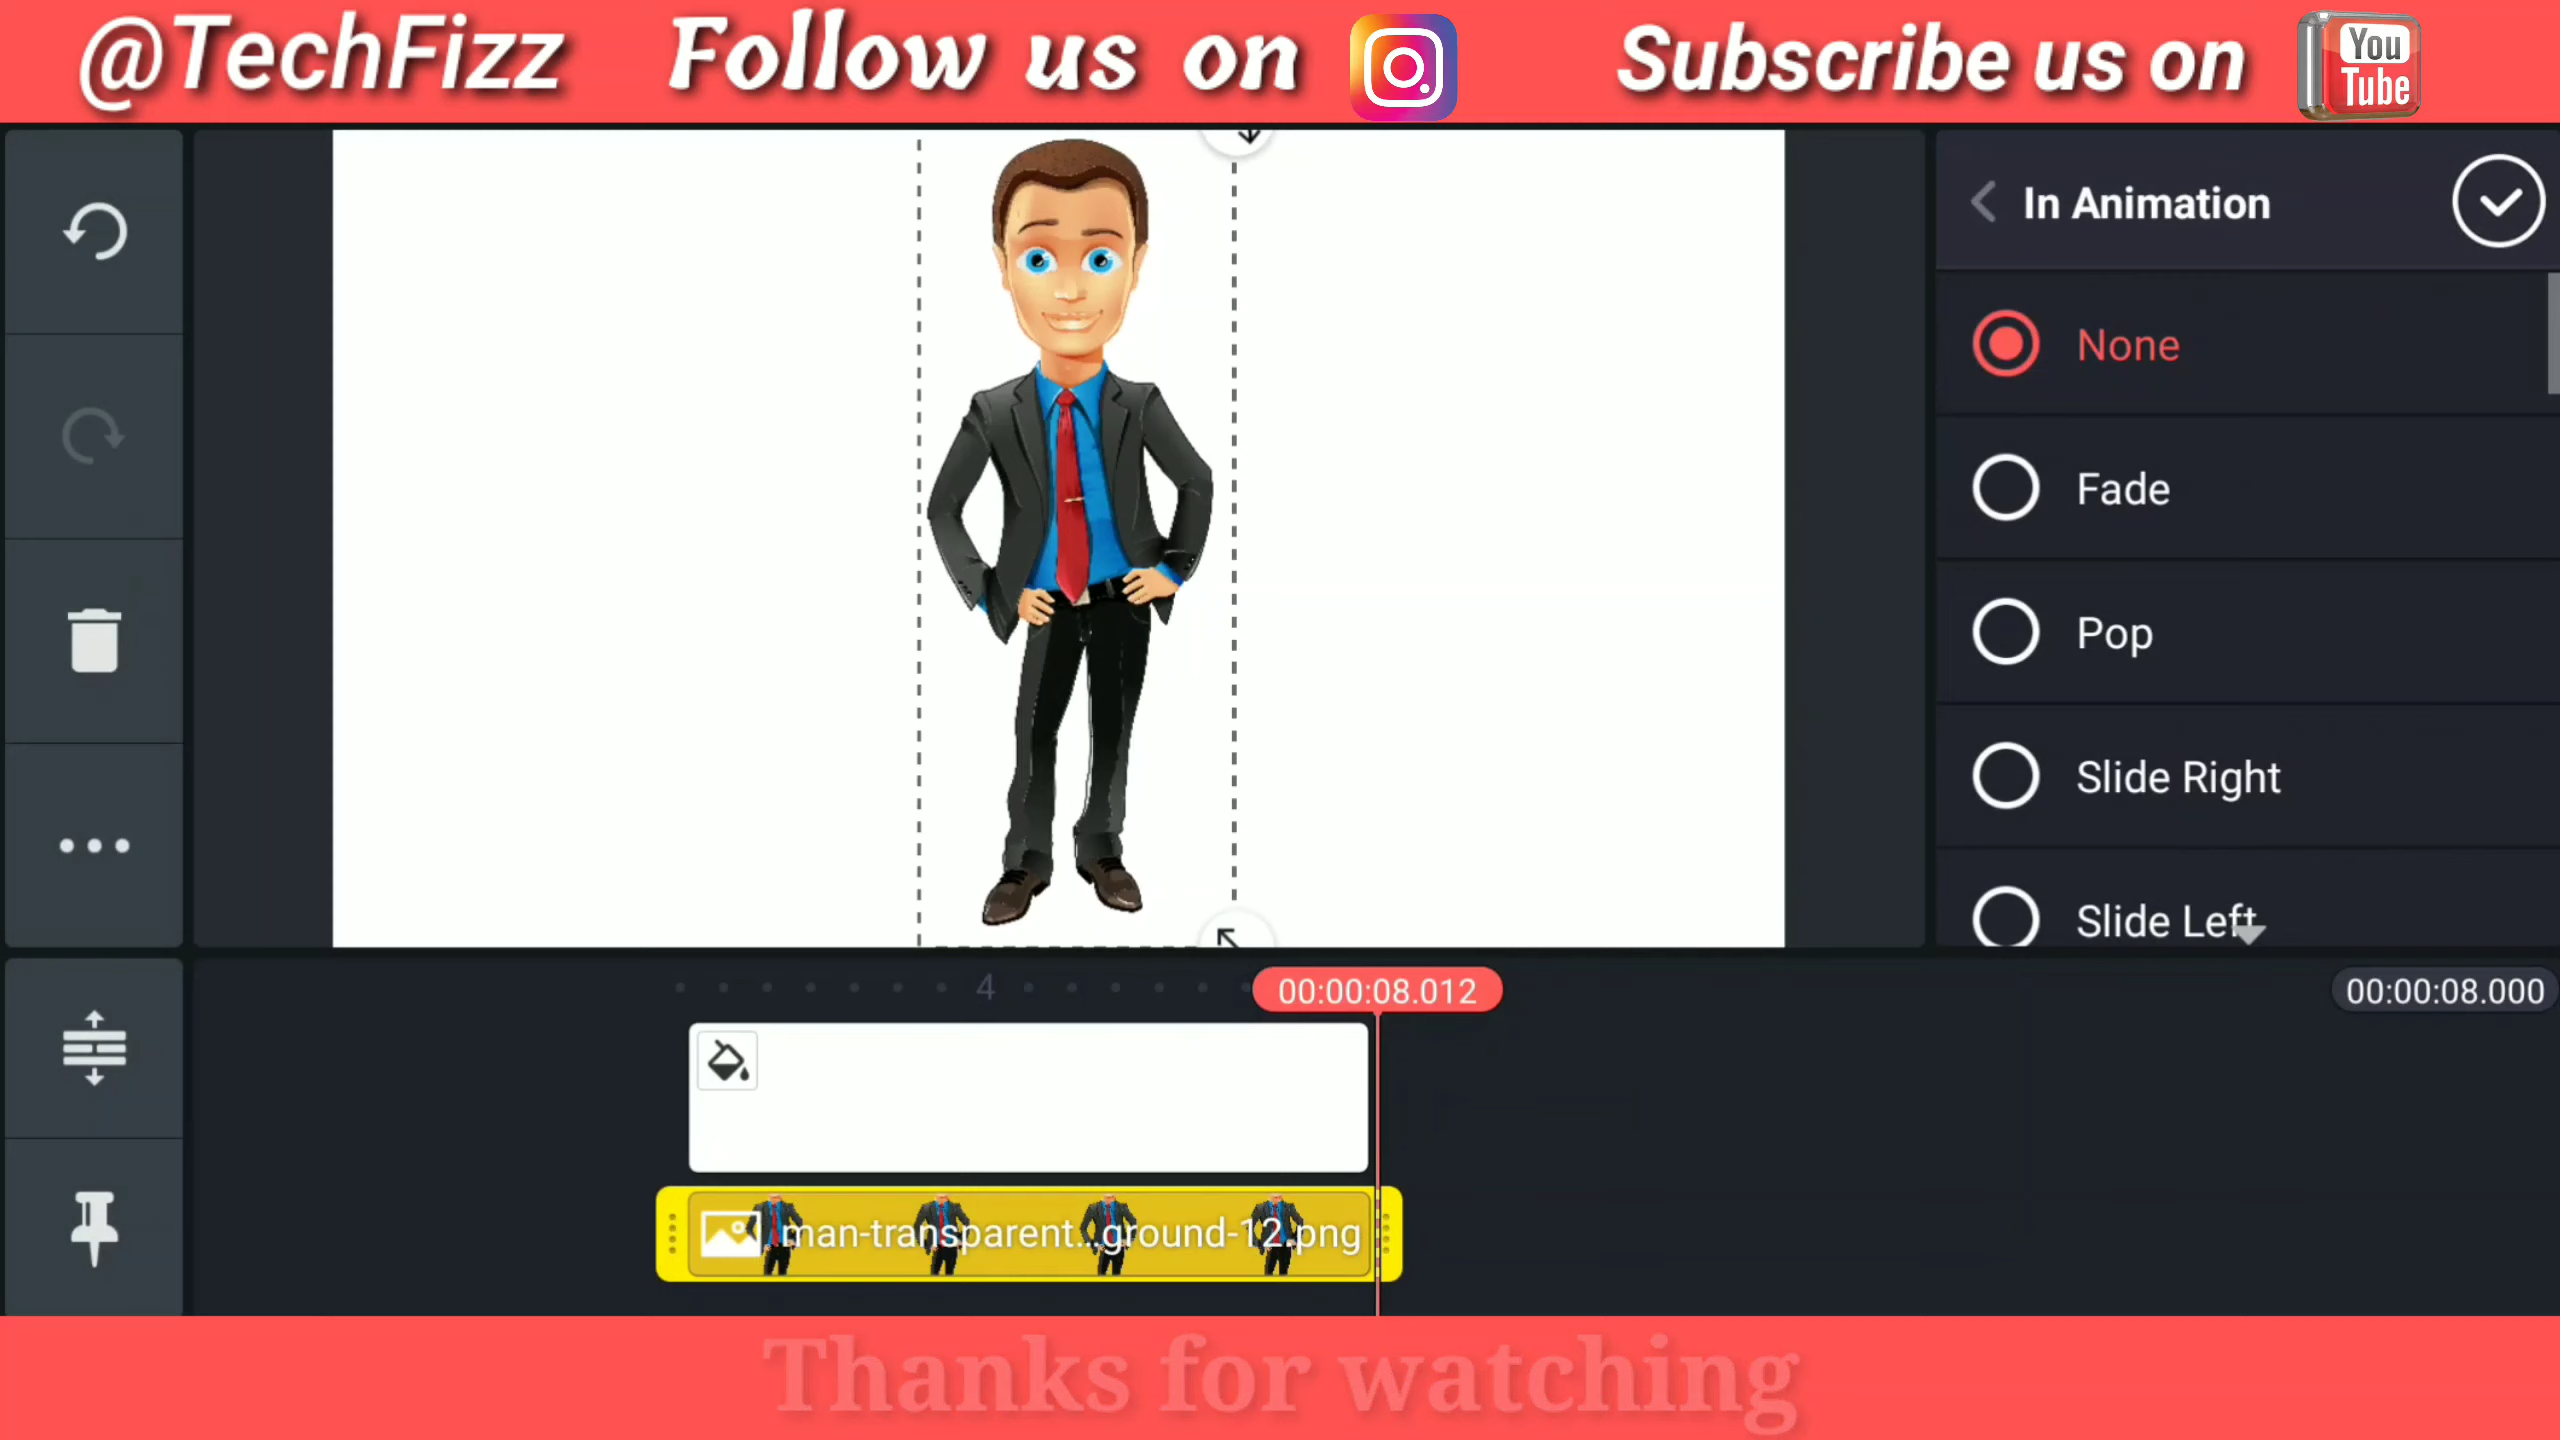 @TechFizz Follow us on Subscribe us on You Tube
In Animation
None
Fade
Pop
Slide Right
Slide Left
4 00:00:08.012 00:00:08.000
man-transparent...ground-12.png
Thanks for watching